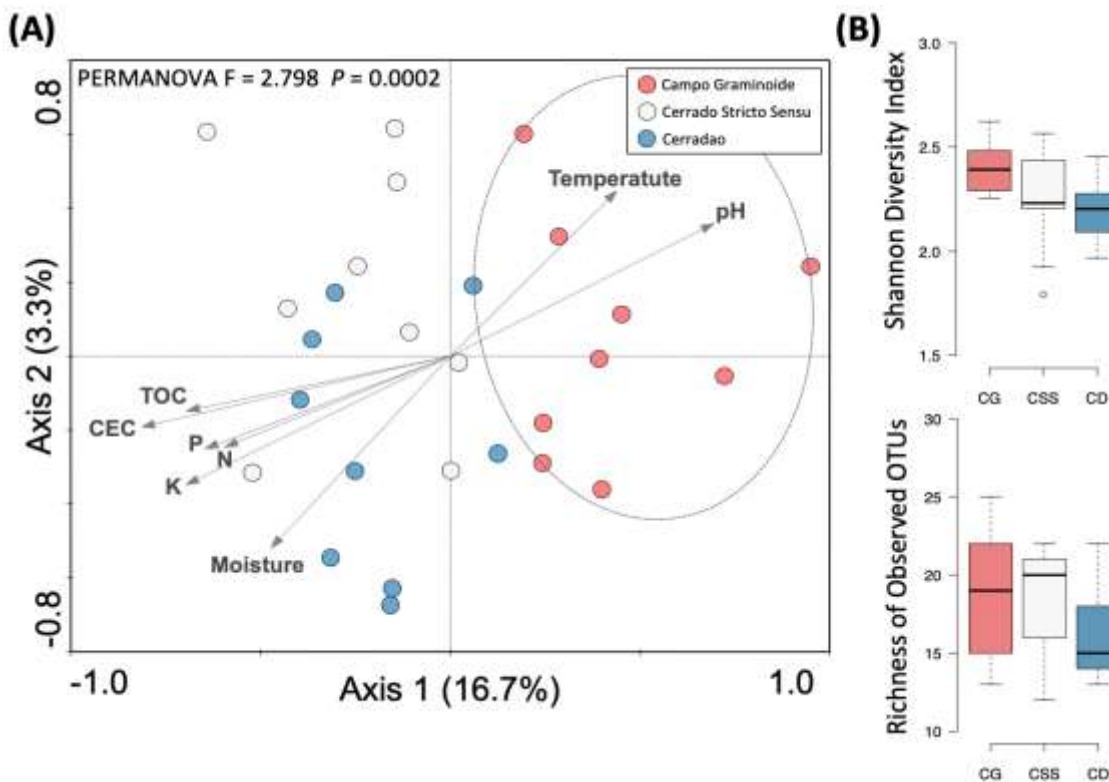 (A)
PERMANOVA F = 2.798 P = 0.0002
Campo Graminoide
Cerrado Stricto Sensu
Cerradao
Temperatute
pH
TOC
CEC
P
N
K
Moisture
0.8
Axis 2 (3.3%)
-0.8
-1.0
Axis 1 (16.7%)
1.0
(B)
Shannon Diversity Index
3.0
2.5
2.0
1.5
CG CSS CD
Richness of Observed OTUs
30
25
20
15
10
CG CSS CD